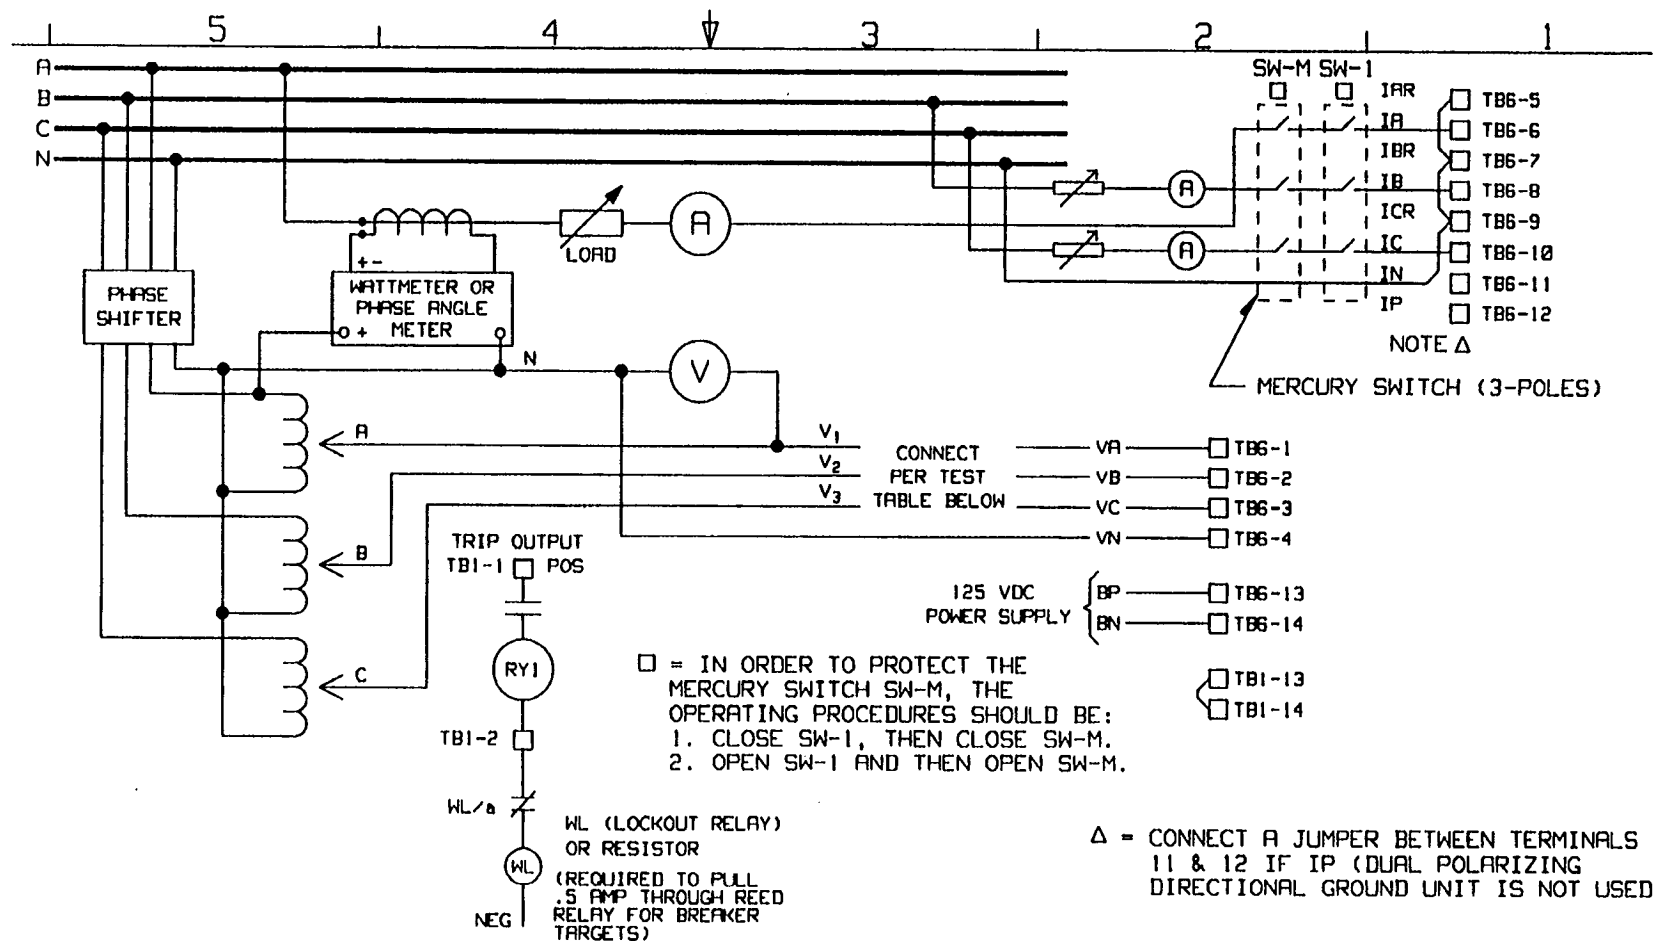 5 4 3 2 1
A
B
C
N
SW-M SW-1
IAR
IA
IBR
IB
ICR
IC
IN
IP
TB6-5
TB6-6
TB6-7
TB6-8
TB6-9
TB6-10
TB6-11
TB6-12
NOTE Δ
MERCURY SWITCH (3-POLES)
A
A
A
LOAD
+-
WATTMETER OR
PHASE ANGLE
METER
+
PHASE
SHIFTER
N
V
A
B
C
V1
V2
V3
CONNECT
PER TEST
TABLE BELOW
VA
VB
VC
VN
TB6-1
TB6-2
TB6-3
TB6-4
125 VDC
POWER SUPPLY
BP
BN
TB6-13
TB6-14
TB1-13
TB1-14
TRIP OUTPUT
TB1-1 POS
RY1
TB1-2
WL/a
WL
NEG
WL (LOCKOUT RELAY)
OR RESISTOR
(REQUIRED TO PULL
.5 AMP THROUGH REED
RELAY FOR BREAKER
TARGETS)
□ = IN ORDER TO PROTECT THE
MERCURY SWITCH SW-M, THE
OPERATING PROCEDURES SHOULD BE:
1. CLOSE SW-1, THEN CLOSE SW-M.
2. OPEN SW-1 AND THEN OPEN SW-M.
Δ = CONNECT A JUMPER BETWEEN TERMINALS
11 & 12 IF IP (DUAL POLARIZING
DIRECTIONAL GROUND UNIT IS NOT USED